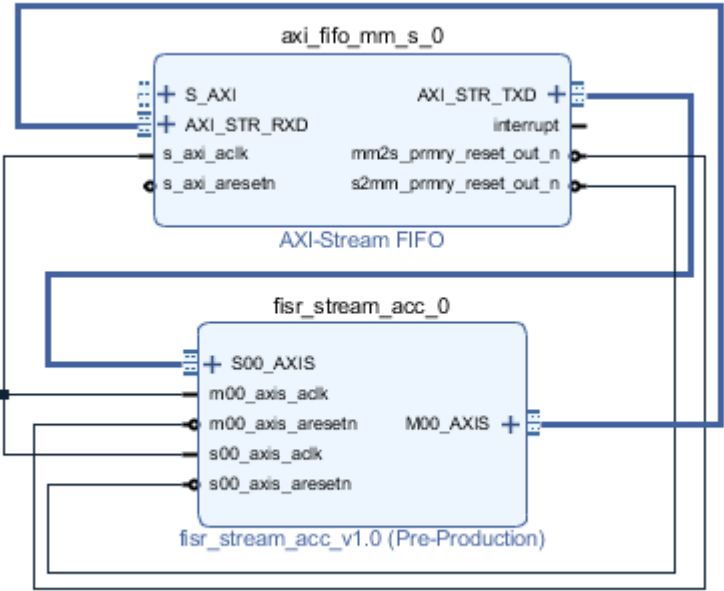 axi_fifo_mm_s_0
S_AXI
AXI_STR_TXD
AXI_STR_RXD
interrupt
s_axi_aclk
mm2s_prmry_reset_out_n
s_axi_aresetn
s2mm_prmry_reset_out_n
AXI-Stream FIFO
fisr_stream_acc_0
S00_AXIS
m00_axis_aclk
m00_axis_aresetn
M00_AXIS
s00_axis_aclk
s00_axis_aresetn
fisr_stream_acc_v1.0 (Pre-Production)